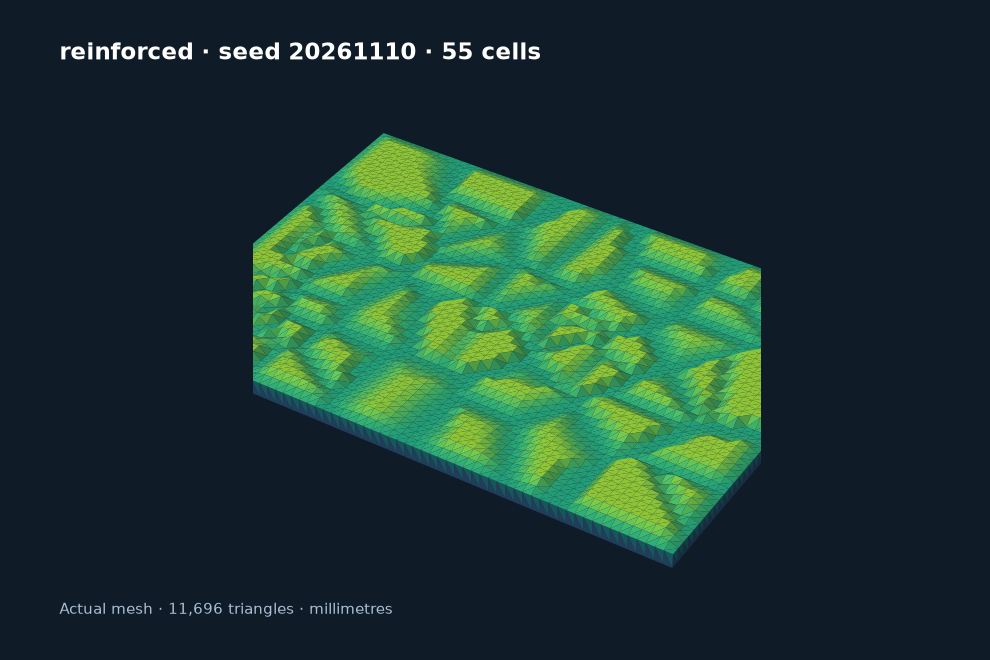 reinforced · seed 20261110 · 55 cells
Actual mesh · 11,696 triangles · millimetres